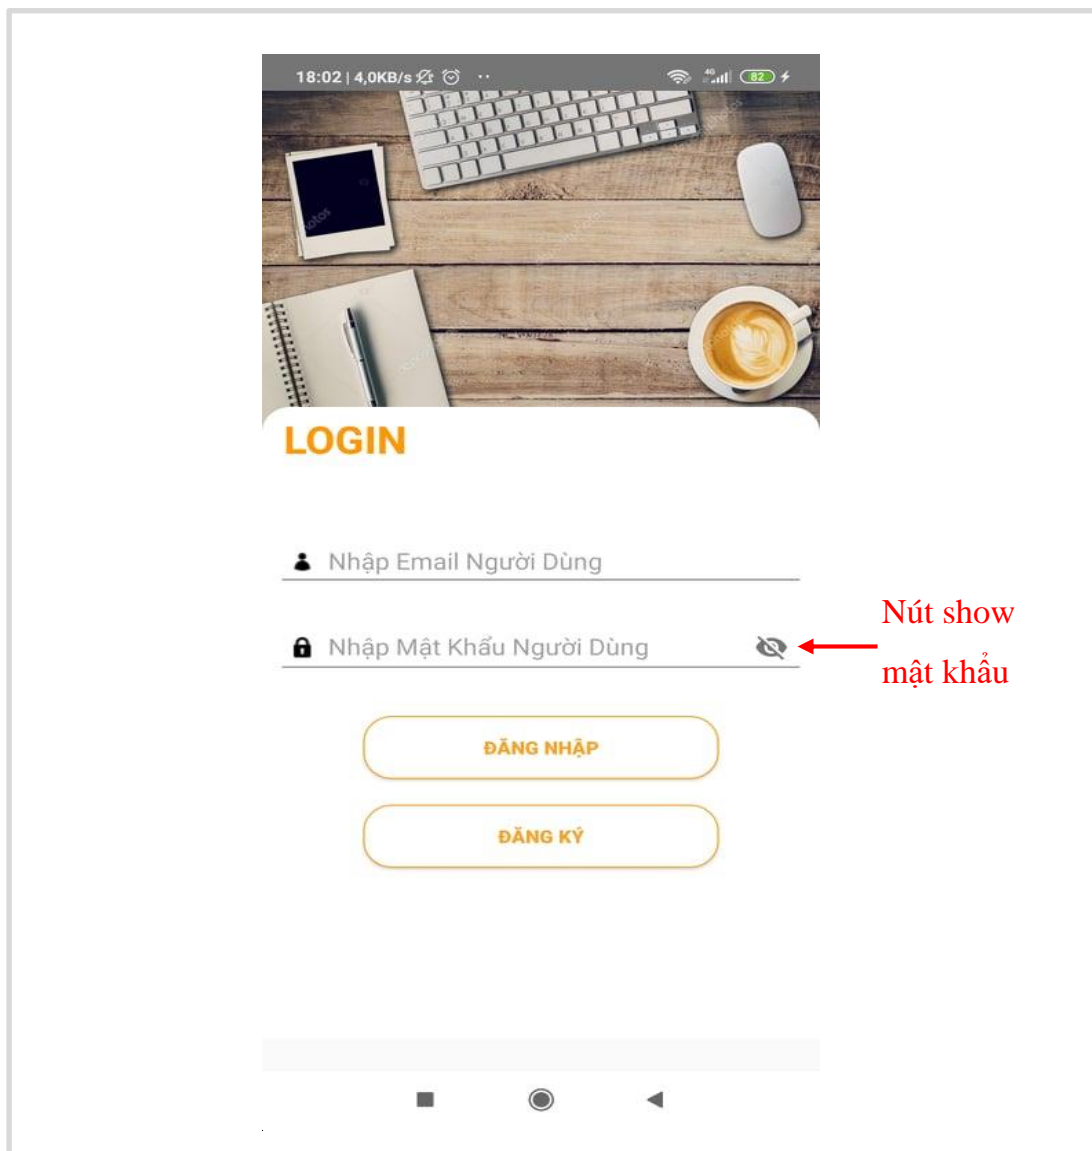 18:02 | 4,0KB/s
4G
82
LOGIN
Nhập Email Người Dùng
Nhập Mật Khẩu Người Dùng
Nút show
mật khẩu
ĐĂNG NHẬP
ĐĂNG KÝ